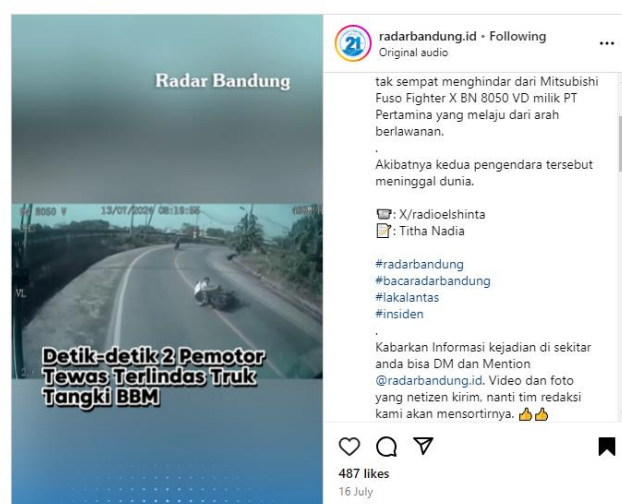 Radar Bandung
8050 V 13/07/2024 08:19:56
VL
Detik-detik 2 Pemotor
Tewas Terlindas Truk
Tangki BBM
21
radarbandung.id • Following
Original audio
tak sempat menghindar dari Mitsubishi
Fuso Fighter X BN 8050 VD milik PT
Pertamina yang melaju dari arah
berlawanan.
.
Akibatnya kedua pengendara tersebut
meninggal dunia.
📹: X/radioelshinta
📝: Titha Nadia
#radarbandung
#bacaradarbandung
#lakalantas
#insiden
.
Kabarkan Informasi kejadian di sekitar
anda bisa DM dan Mention
@radarbandung.id. Video dan foto
yang netizen kirim, nanti tim redaksi
kami akan mensortirnya. 👍👍
487 likes
16 July